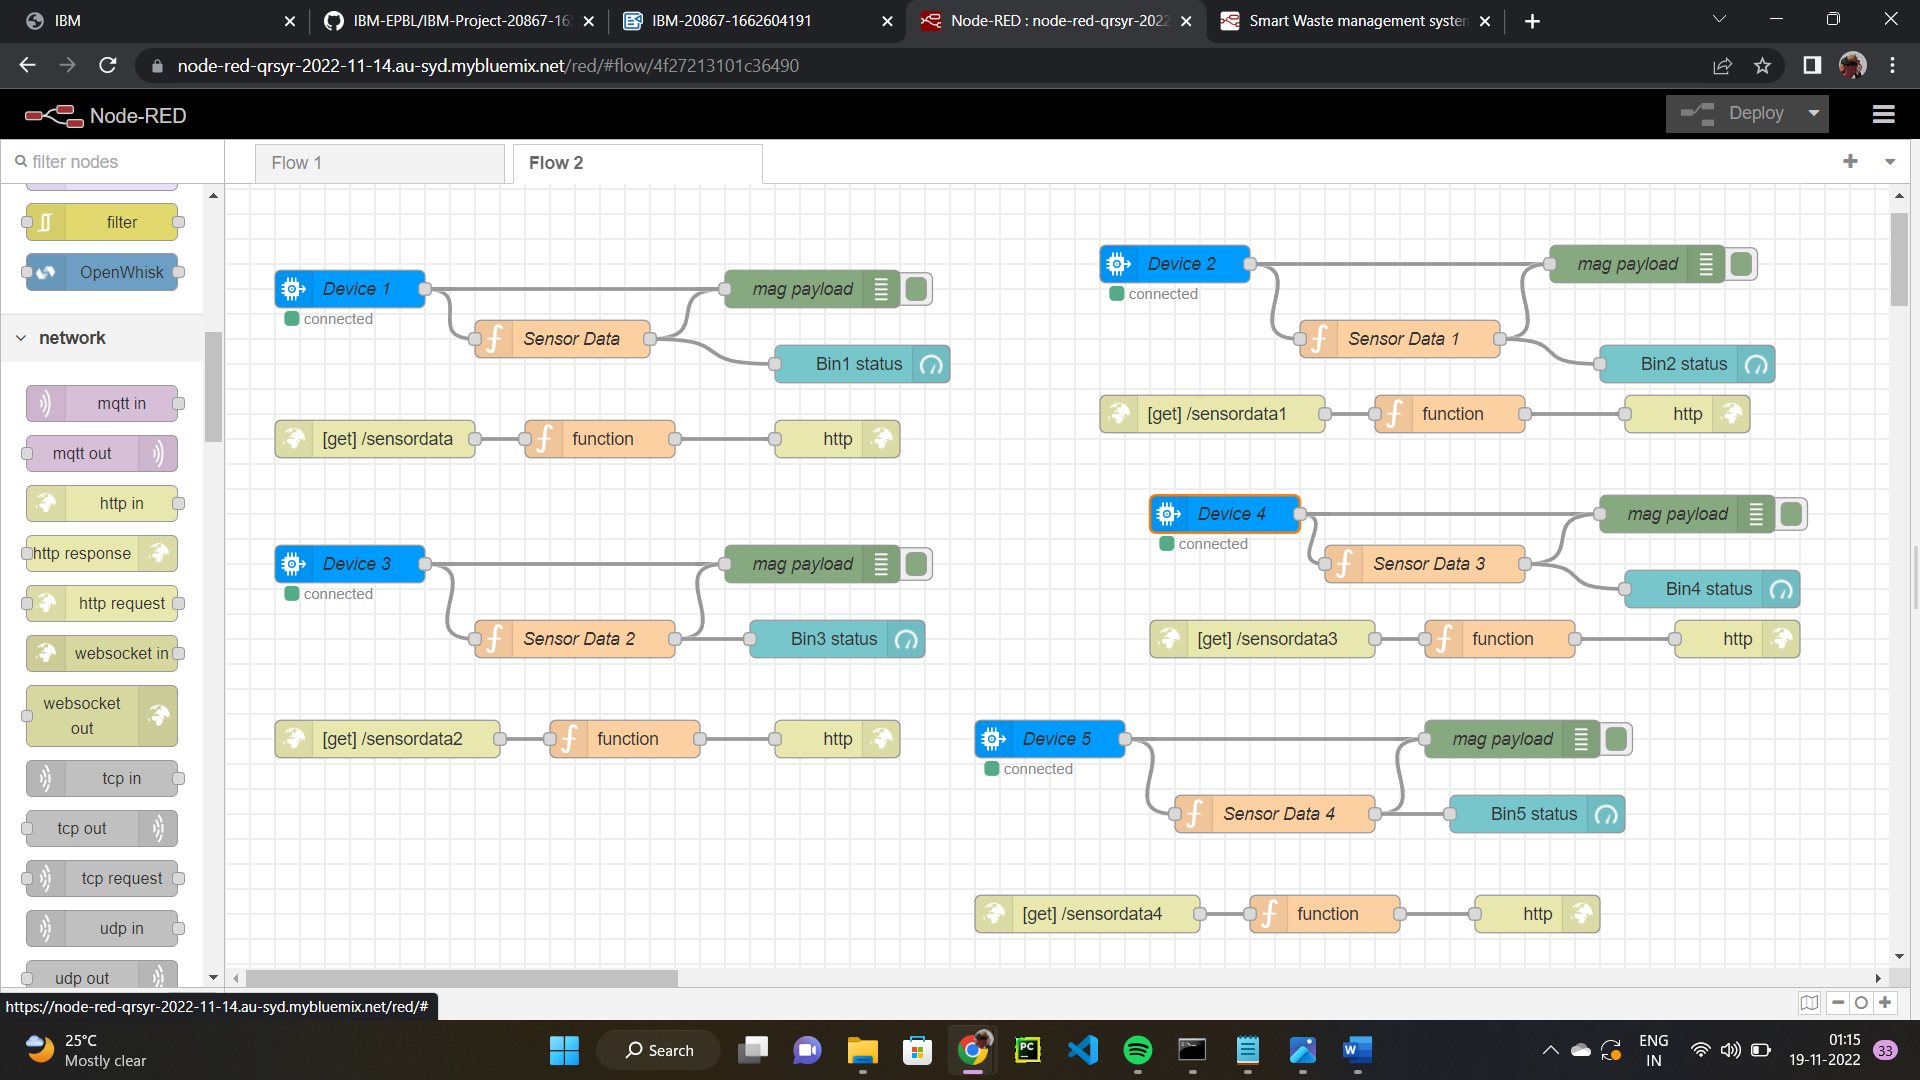 IBM
IBM-EPBL/IBM-Project-20867-16
IBM-20867-1662604191
Node-RED : node-red-qrsyr-2022
Smart Waste management system
node-red-qrsyr-2022-11-14.au-syd.mybluemix.net/red/#flow/4f27213101c36490
Node-RED
Deploy
filter nodes
Flow 1
Flow 2
filter
OpenWhisk
network
mqtt in
mqtt out
http in
http response
http request
websocket in
websocket
out
tcp in
tcp out
tcp request
udp in
udp out
Device 1
connected
mag payload
Sensor Data
Bin1 status
[get] /sensordata
function
http
Device 2
connected
mag payload
Sensor Data 1
Bin2 status
[get] /sensordata1
function
http
Device 3
connected
mag payload
Sensor Data 2
Bin3 status
[get] /sensordata2
function
http
Device 4
connected
mag payload
Sensor Data 3
Bin4 status
[get] /sensordata3
function
http
Device 5
connected
mag payload
Sensor Data 4
Bin5 status
[get] /sensordata4
function
http
https://node-red-qrsyr-2022-11-14.au-syd.mybluemix.net/red/#
25°C
Mostly clear
Search
PC
W
ENG
IN
01:15
19-11-2022
33